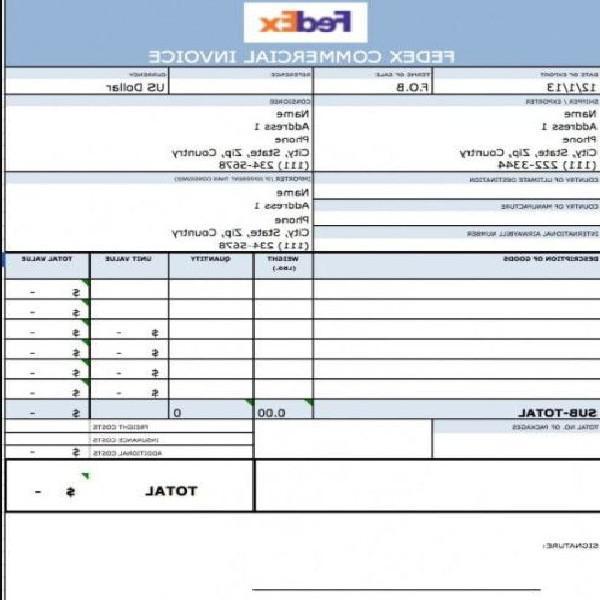 FedEx
FEDEX COMMERCIAL INVOICE
DATE OF EXPORT TERMS OF SALE: REFERENCE CURRENCY
12/1/13 F.O.B US Dollar
SHIPPER / EXPORTER CONSIGNEE
Name Name
Address 1 Address 1
Phone Phone
City, State, Zip, Country City, State, Zip, Country
(111) 222-3344 (111) 234-5678
COUNTRY OF ULTIMATE DESTINATION IMPORTER (IF DIFFERENT THAN CONSIGNEE)
Name
Address 1
COUNTRY OF MANUFACTURE
Phone
INTERNATIONAL AIRWAYBILL NUMBER City, State, Zip, Country
(111) 234-5678
DESCRIPTION OF GOODS WEIGHT (LBS.) QUANTITY UNIT VALUE TOTAL VALUE
$ -
$ -
$ - $ -
$ - $ -
$ - $ -
$ - $ -
SUB-TOTAL 0.00 0 $ -
TOTAL NO. OF PACKAGES FREIGHT COSTS
INSURANCE COSTS
ADDITIONAL COSTS $ -
TOTAL $ -
SIGNATURE: